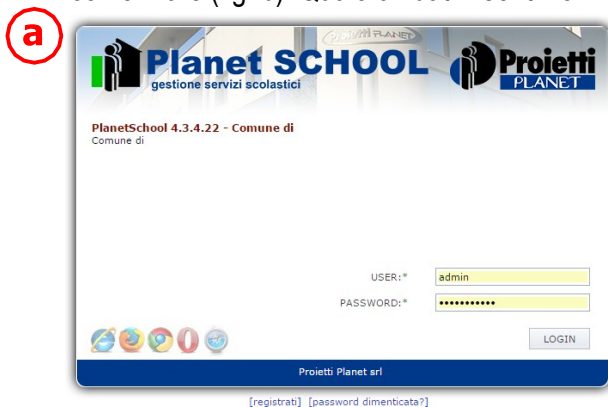 a
Planet SCHOOL
gestione servizi scolastici
Proietti
PLANET
PlanetSchool 4.3.4.22 - Comune di
Comune di
USER:*
admin
PASSWORD:*
•••••••••••
LOGIN
Proietti Planet srl
[registrati] [password dimenticata?]